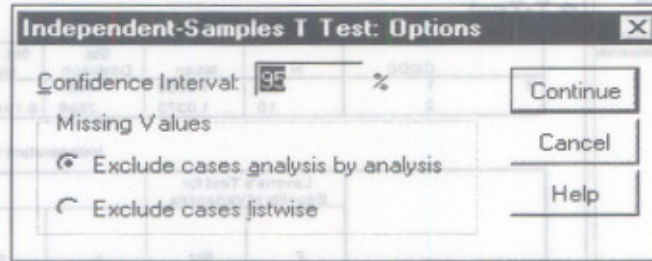 Independent-Samples T Test: Options
Confidence Interval: 95 %
Continue
Missing Values
Cancel
Exclude cases analysis by analysis
Help
Exclude cases listwise